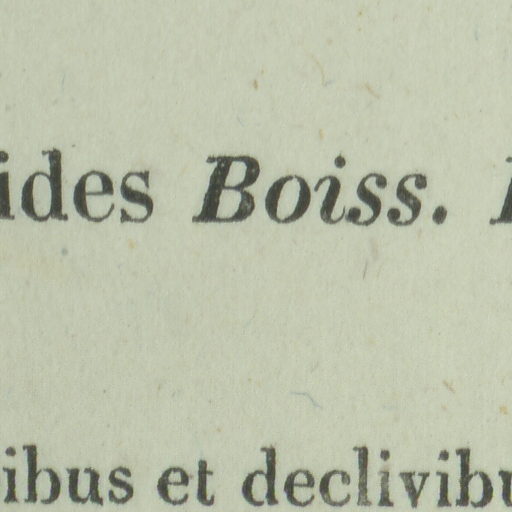 ides Boiss.
ibus et declivibu